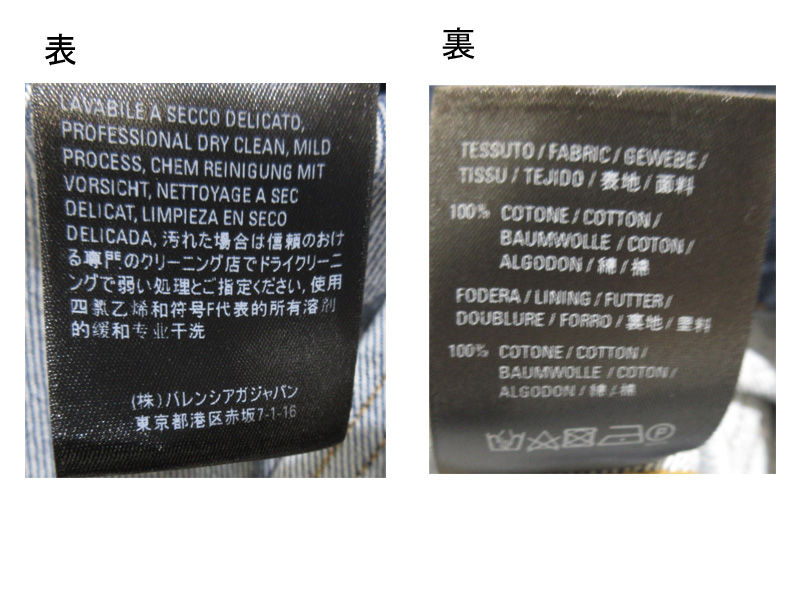 表
LAVABILE A SECCO DELICATO,
PROFESSIONAL DRY CLEAN, MILD
PROCESS, CHEM REINIGUNG MIT
VORSICHT, NETTOYAGE A SEC
DELICAT, LIMPIEZA EN SECO
DELICADA, 汚れた場合は信頼のおけ
る専門のクリーニング店でドライクリーニ
ングで弱い処理とご指定ください, 使用
四氯乙烯和符号F代表的所有溶剂
的缓和专业干洗
(株)バレンシアガジャパン
東京都港区赤坂7-1-16
裏
TESSUTO / FABRIC / GEWEBE /
TISSU / TEJIDO / 表地 / 面料
100% COTONE / COTTON /
BAUMWOLLE / COTON /
ALGODON / 綿 / 棉
FODERA / LINING / FUTTER /
DOUBLURE / FORRO / 裏地 / 里料
100% COTONE / COTTON /
BAUMWOLLE / COTON /
ALGODON / 綿 / 棉
P